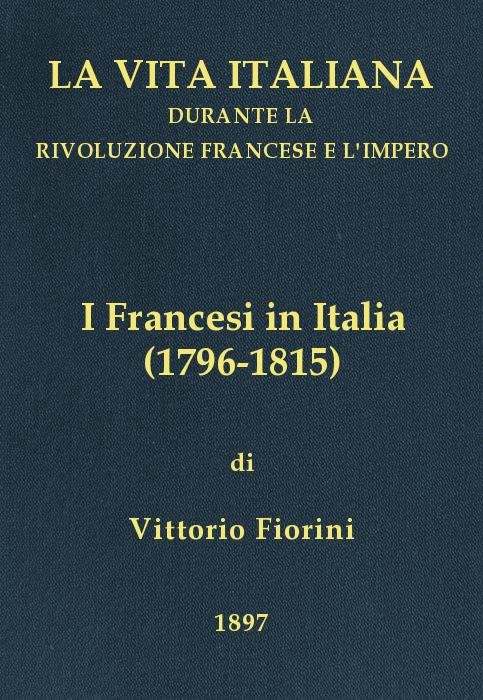 LA VITA ITALIANA
DURANTE LA
RIVOLUZIONE FRANCESE E L'IMPERO
I Francesi in Italia
(1796-1815)
di
Vittorio Fiorini
1897